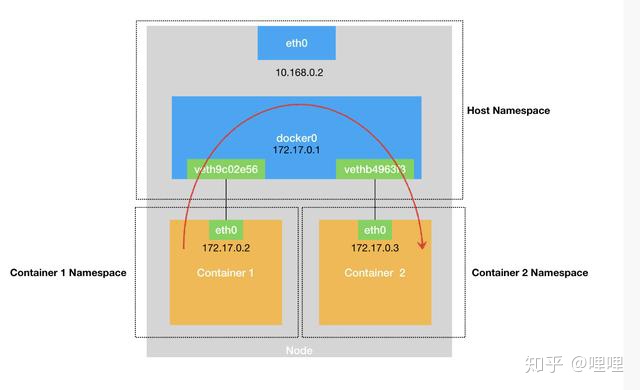 eth0
10.168.0.2
Host Namespace
docker0
172.17.0.1
veth9c02e56
vethb4963f3
eth0
eth0
172.17.0.2
172.17.0.3
Container 1 Namespace
Container 1
Container 2
Container 2 Namespace
Node
知乎 @哩哩